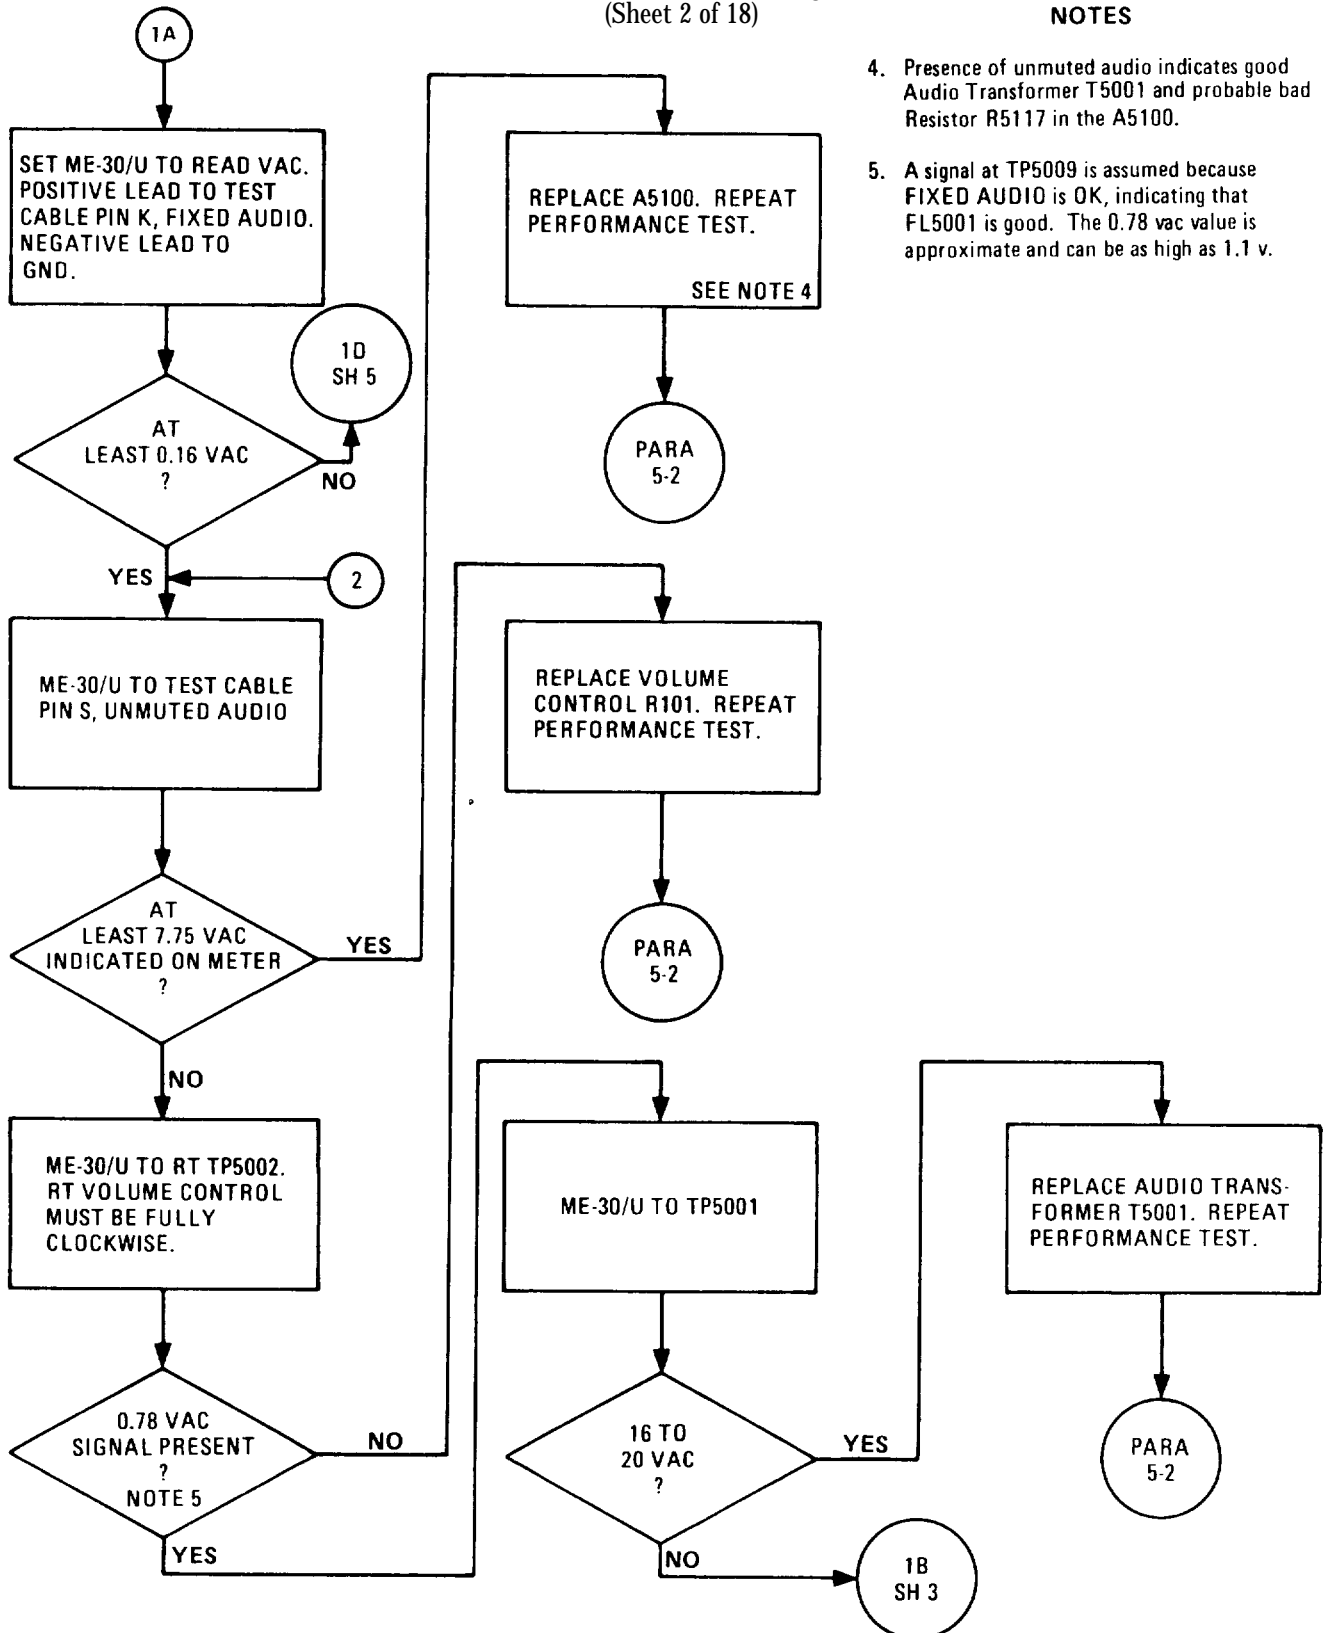 (Sheet 2 of 18)
1A
SET ME-30/U TO READ VAC.
POSITIVE LEAD TO TEST
CABLE PIN K, FIXED AUDIO.
NEGATIVE LEAD TO
GND.
AT
LEAST 0.16 VAC
?
NO
1D
SH 5
YES
2
ME-30/U TO TEST CABLE
PIN S, UNMUTED AUDIO
AT
LEAST 7.75 VAC
INDICATED ON METER
?
YES
NO
ME-30/U TO RT TP5002.
RT VOLUME CONTROL
MUST BE FULLY
CLOCKWISE.
0.78 VAC
SIGNAL PRESENT
?
NOTE 5
NO
YES
REPLACE A5100. REPEAT
PERFORMANCE TEST.
SEE NOTE 4
PARA
5-2
REPLACE VOLUME
CONTROL R101. REPEAT
PERFORMANCE TEST.
PARA
5-2
ME-30/U TO TP5001
16 TO
20 VAC
?
YES
NO
1B
SH 3
REPLACE AUDIO TRANS-
FORMER T5001. REPEAT
PERFORMANCE TEST.
PARA
5-2
NOTES
4. Presence of unmuted audio indicates good
Audio Transformer T5001 and probable bad
Resistor R5117 in the A5100.
5. A signal at TP5009 is assumed because
FIXED AUDIO is OK, indicating that
FL5001 is good. The 0.78 vac value is
approximate and can be as high as 1.1 v.